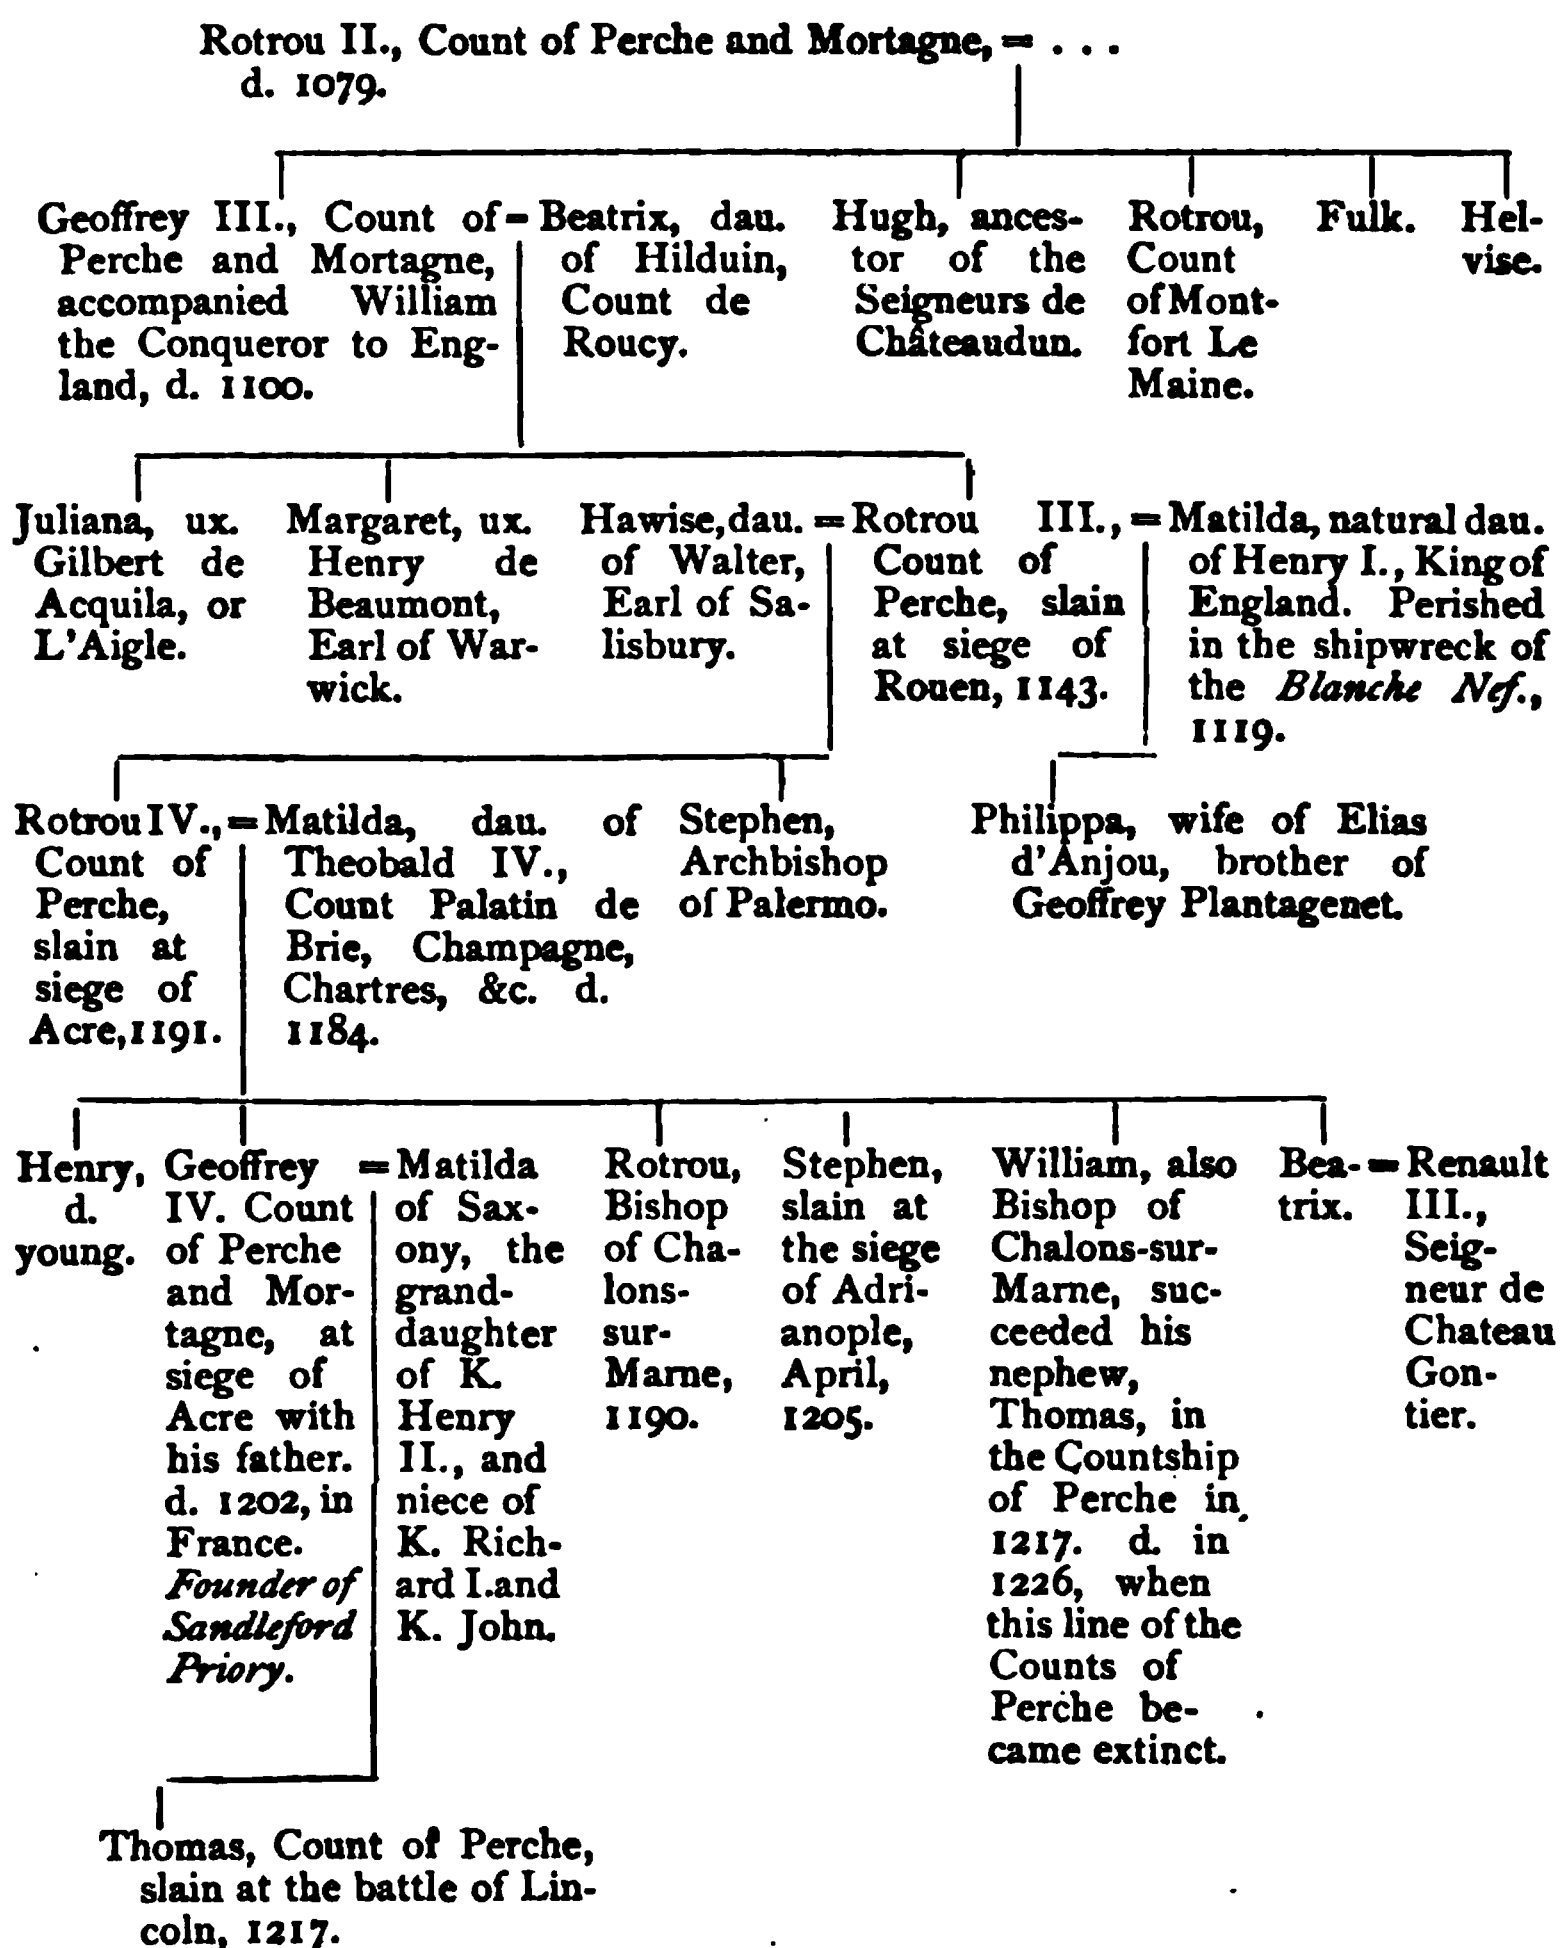 Rotrou II., Count of Perche and Mortagne, = . . .
d. 1079.
Geoffrey III., Count of
Perche and Mortagne,
accompanied William
the Conqueror to Eng-
land, d. 1100.
= Beatrix, dau.
of Hilduin,
Count de
Roucy.
Hugh, ances-
tor of the
Seigneurs de
Châteaudun.
Rotrou,
Count
of Mont-
fort Le
Maine.
Fulk.
Hel-
vise.
Juliana, ux.
Gilbert de
Acquila, or
L'Aigle.
Margaret, ux.
Henry de
Beaumont,
Earl of War-
wick.
Hawise, dau.
of Walter,
Earl of Sa-
lisbury.
= Rotrou III.,
Count of
Perche, slain
at siege of
Rouen, 1143.
= Matilda, natural dau.
of Henry I., King of
England. Perished
in the shipwreck of
the Blanche Nef.,
1119.
Rotrou IV.,
Count of
Perche,
slain at
siege of
Acre, 1191.
= Matilda, dau. of
Theobald IV.,
Count Palatin de
Brie, Champagne,
Chartres, &c. d.
1184.
Stephen,
Archbishop
of Palermo.
Philippa, wife of Elias
d'Anjou, brother of
Geoffrey Plantagenet.
Henry,
d.
young.
Geoffrey
IV. Count
of Perche
and Mor-
tagne, at
siege of
Acre with
his father.
d. 1202, in
France.
Founder of
Sandleford
Priory.
= Matilda
of Sax-
ony, the
grand-
daughter
of K.
Henry
II., and
niece of
K. Rich-
ard I. and
K. John.
Rotrou,
Bishop
of Cha-
lons-
sur-
Marne,
1190.
Stephen,
slain at
the siege
of Adri-
anople,
April,
1205.
William, also
Bishop of
Chalons-sur-
Marne, suc-
ceeded his
nephew,
Thomas, in
the Countship
of Perche in
1217. d. in
1226, when
this line of the
Counts of
Perche be-
came extinct.
Bea-
trix.
= Renault
III.,
Seig-
neur de
Chateau
Gon-
tier.
Thomas, Count of Perche,
slain at the battle of Lin-
coln, 1217.